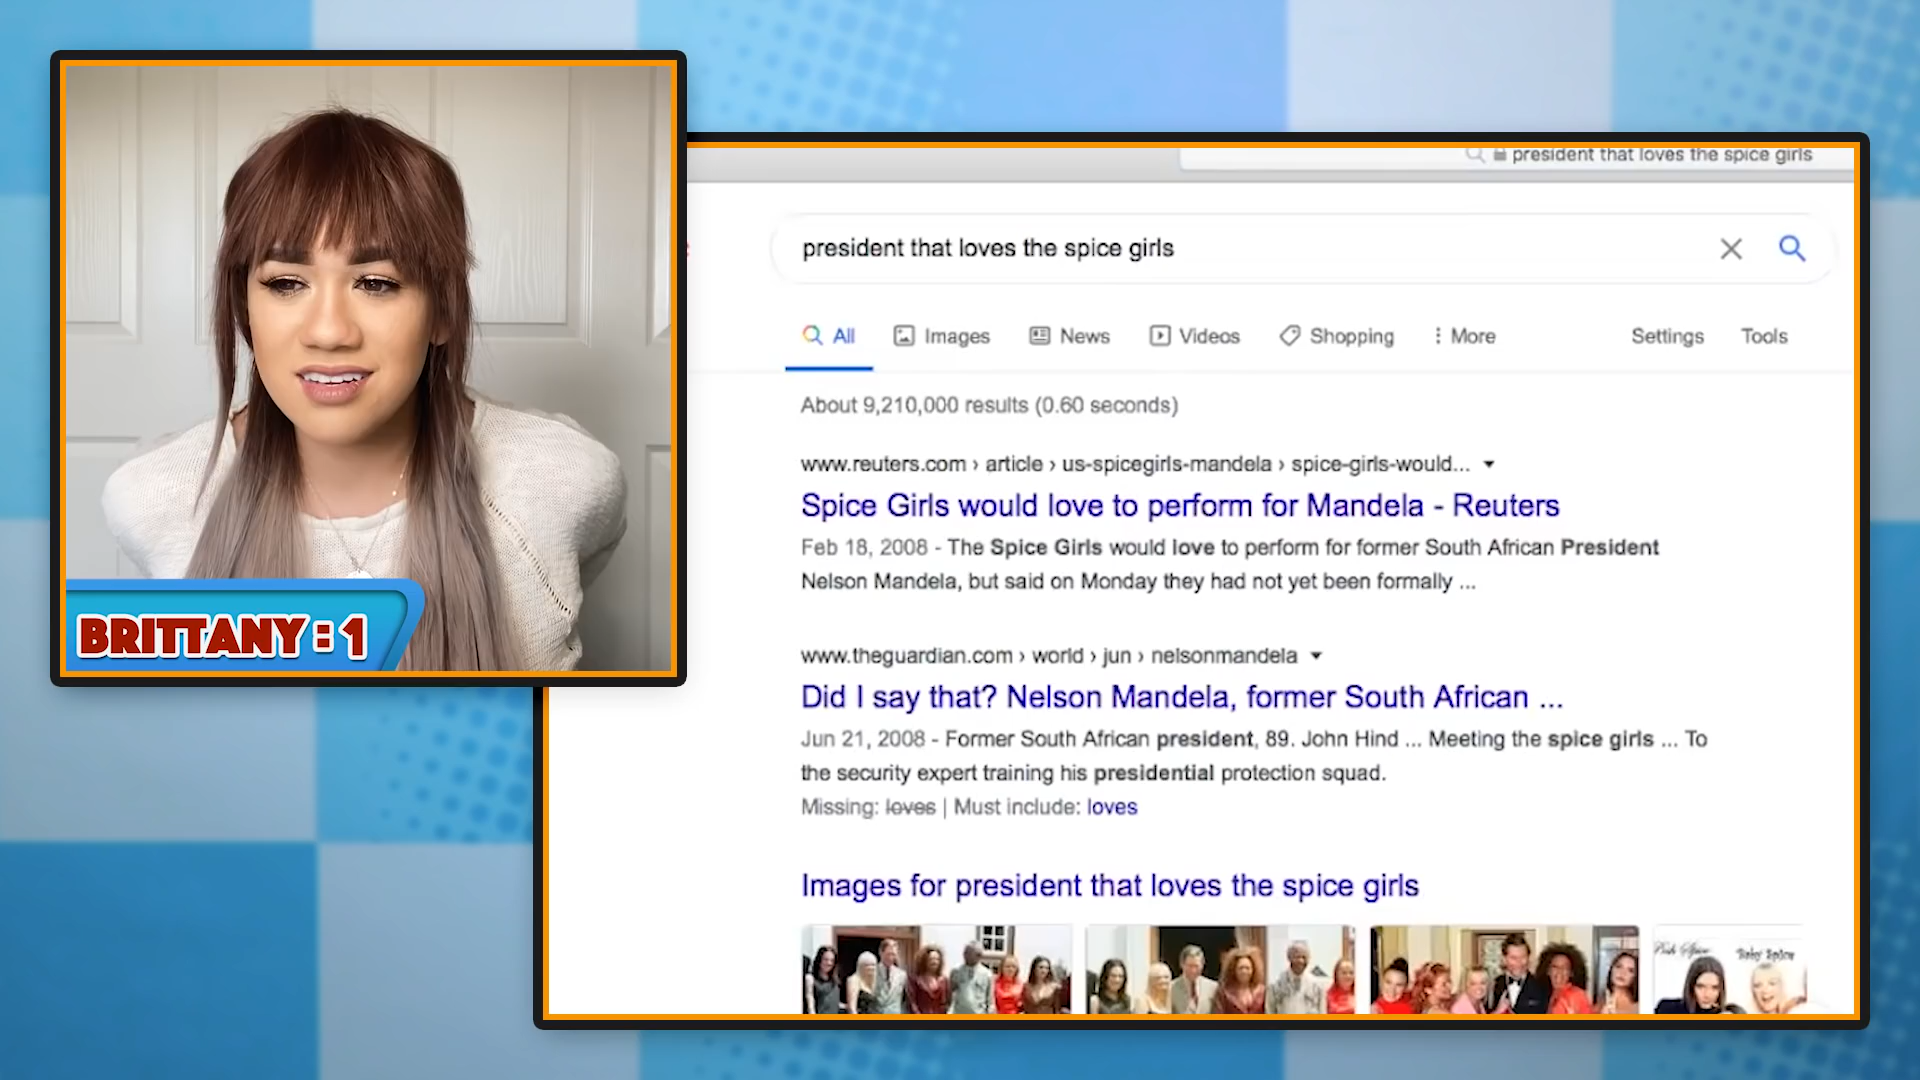 president that loves the spice girls
president that loves the spice girls
All Images News Videos Shopping More Settings Tools
About 9,210,000 results (0.60 seconds)
www.reuters.com › article › us-spicegirls-mandela › spice-girls-would...
Spice Girls would love to perform for Mandela - Reuters
Feb 18, 2008 - The Spice Girls would love to perform for former South African President
Nelson Mandela, but said on Monday they had not yet been formally ...
BRITTANY : 1
www.theguardian.com › world › jun › nelsonmandela
Did I say that? Nelson Mandela, former South African ...
Jun 21, 2008 - Former South African president, 89. John Hind ... Meeting the spice girls ... To
the security expert training his presidential protection squad.
Missing: loves | Must include: loves
Images for president that loves the spice girls
Baby Spice